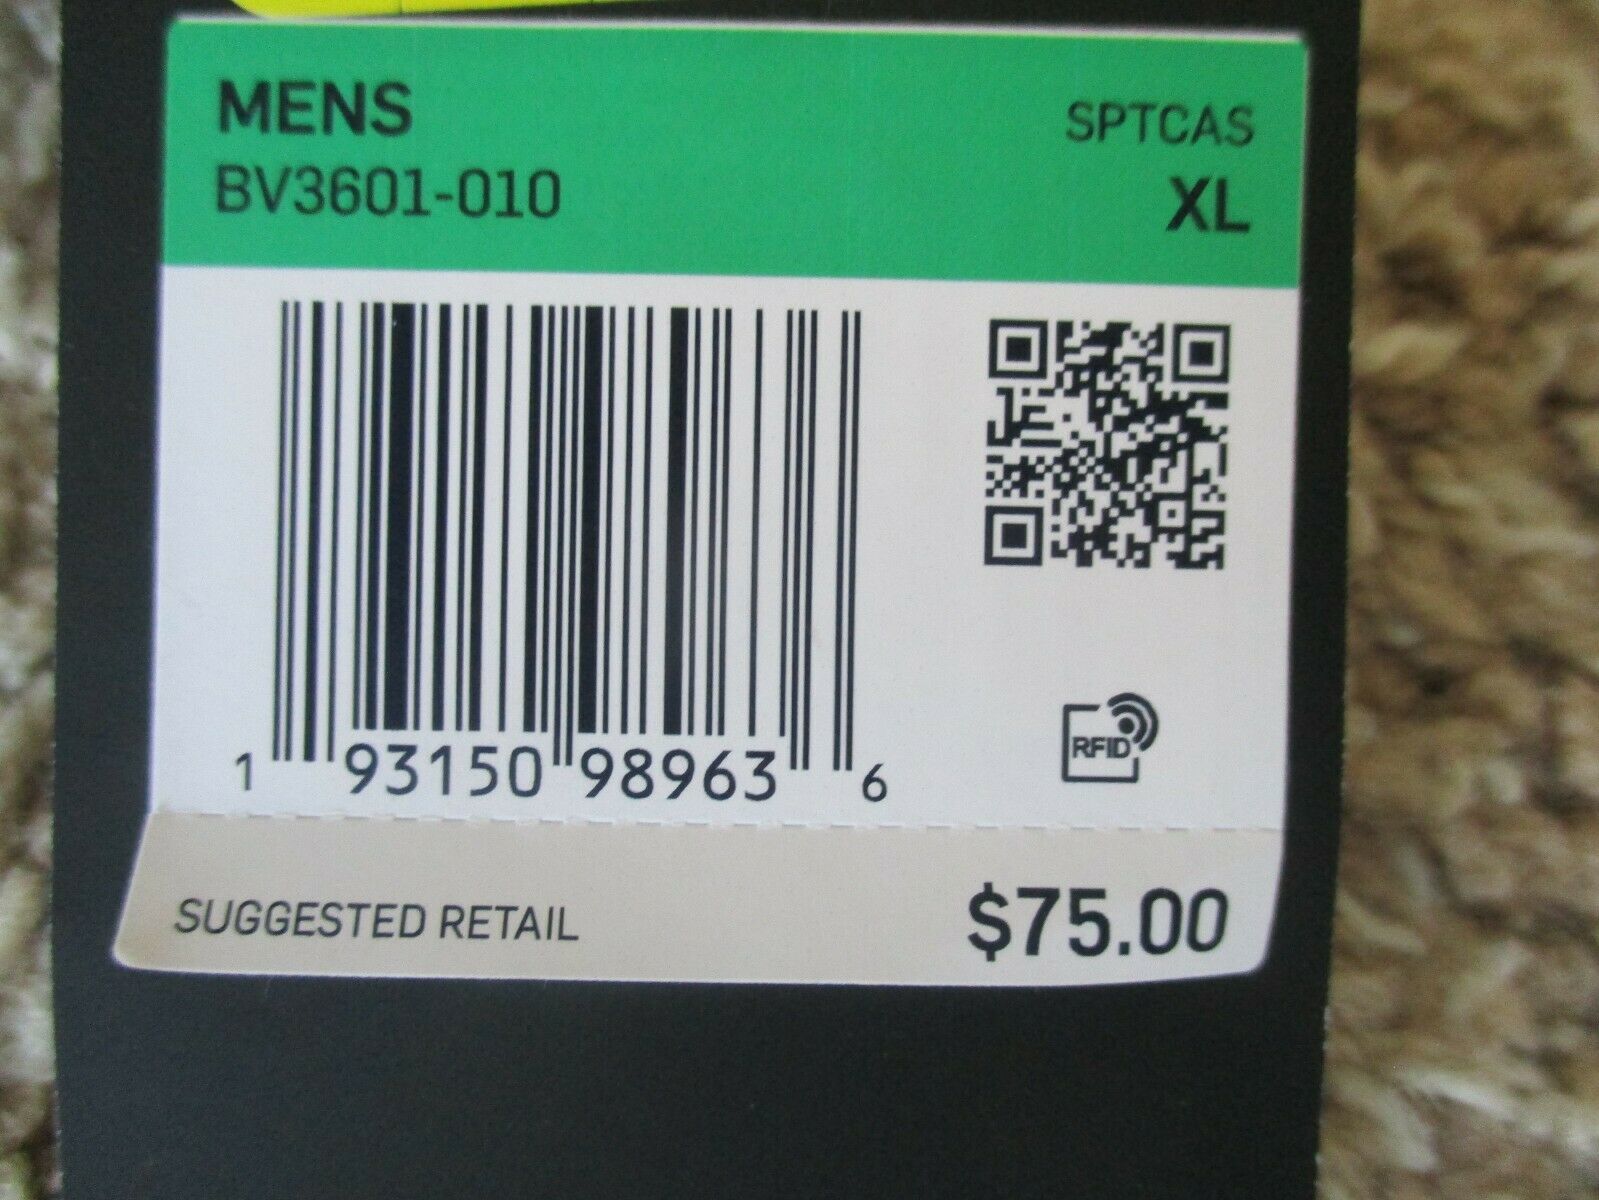 MENS
SPTCAS
BV3601-010
XL
RFID
1 93150 98963 6
SUGGESTED RETAIL
$75.00